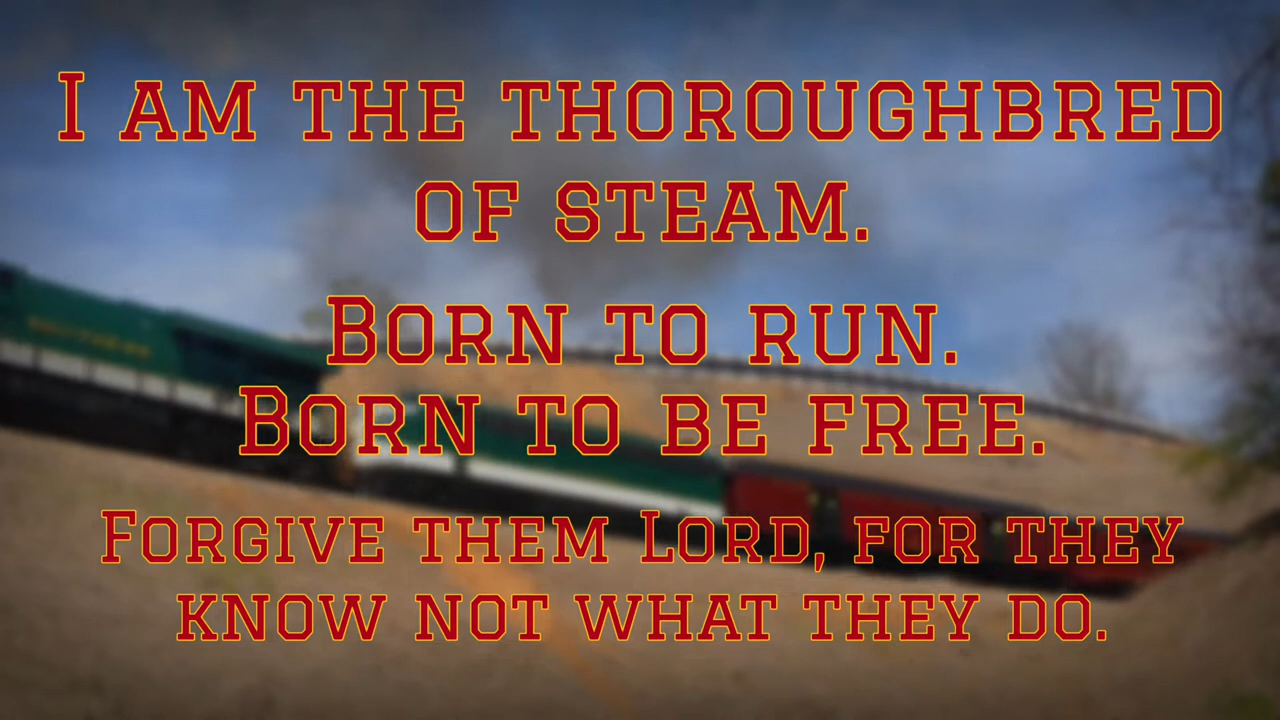 I am the thoroughbred
of steam.
Born to run.
Born to be free.
Forgive them Lord, for they
know not what they do.